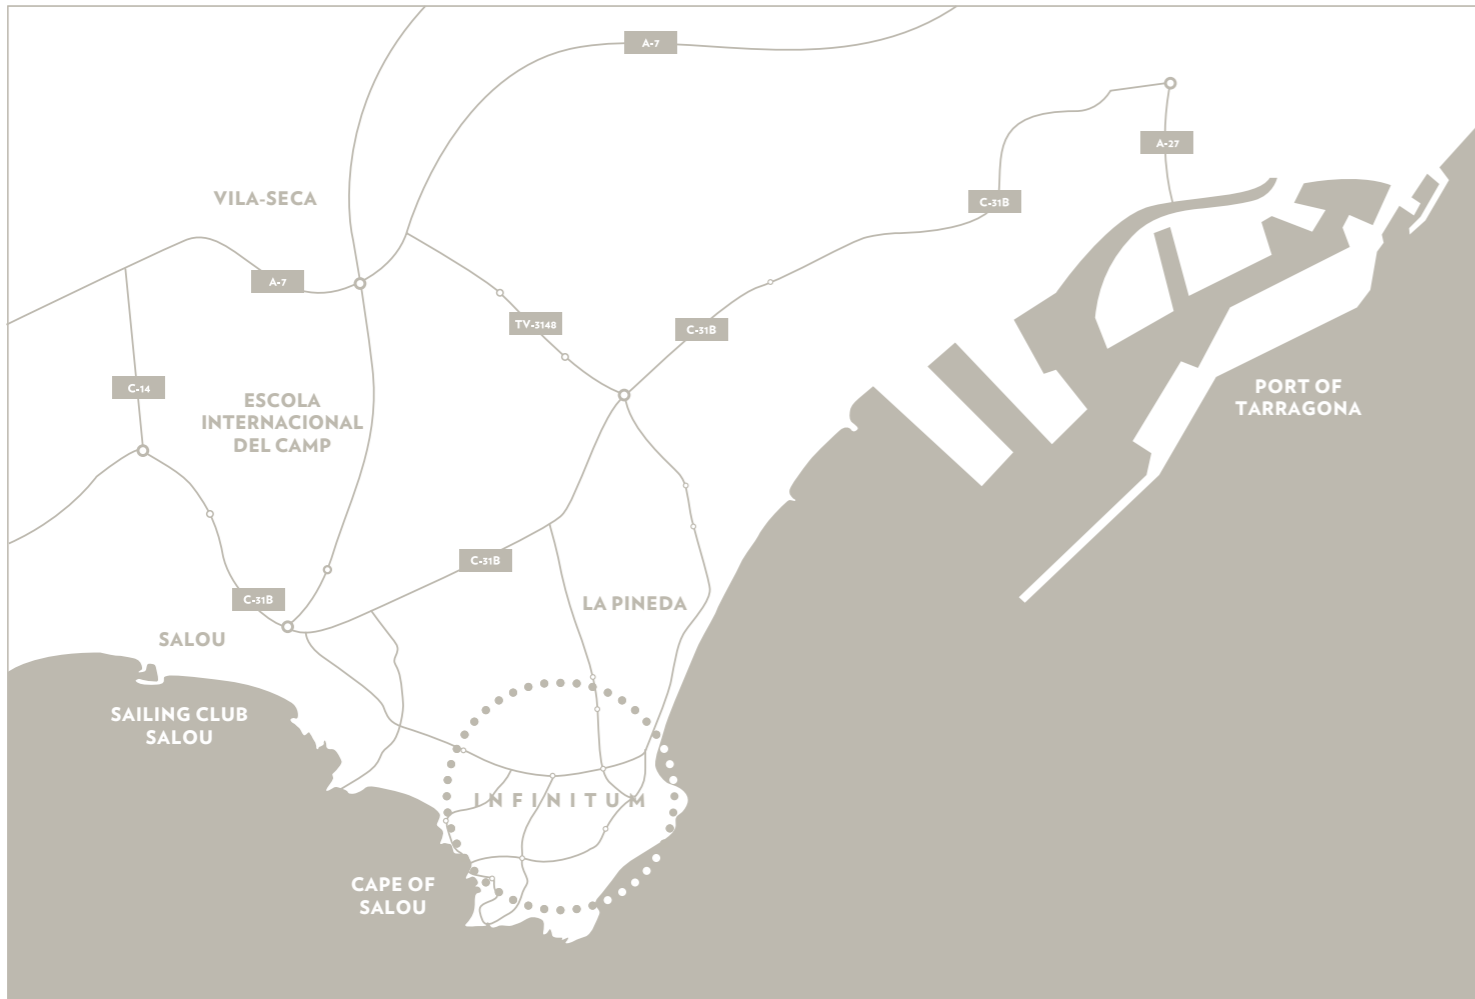 A-7
A-27
VILA-SECA
C-31B
A-7
TV-3148
C-31B
C-14
ESCOLA
INTERNACIONAL
DEL CAMP
PORT OF
TARRAGONA
C-31B
C-31B
LA PINEDA
SALOU
SAILING CLUB
SALOU
INFINITUM
CAPE OF
SALOU